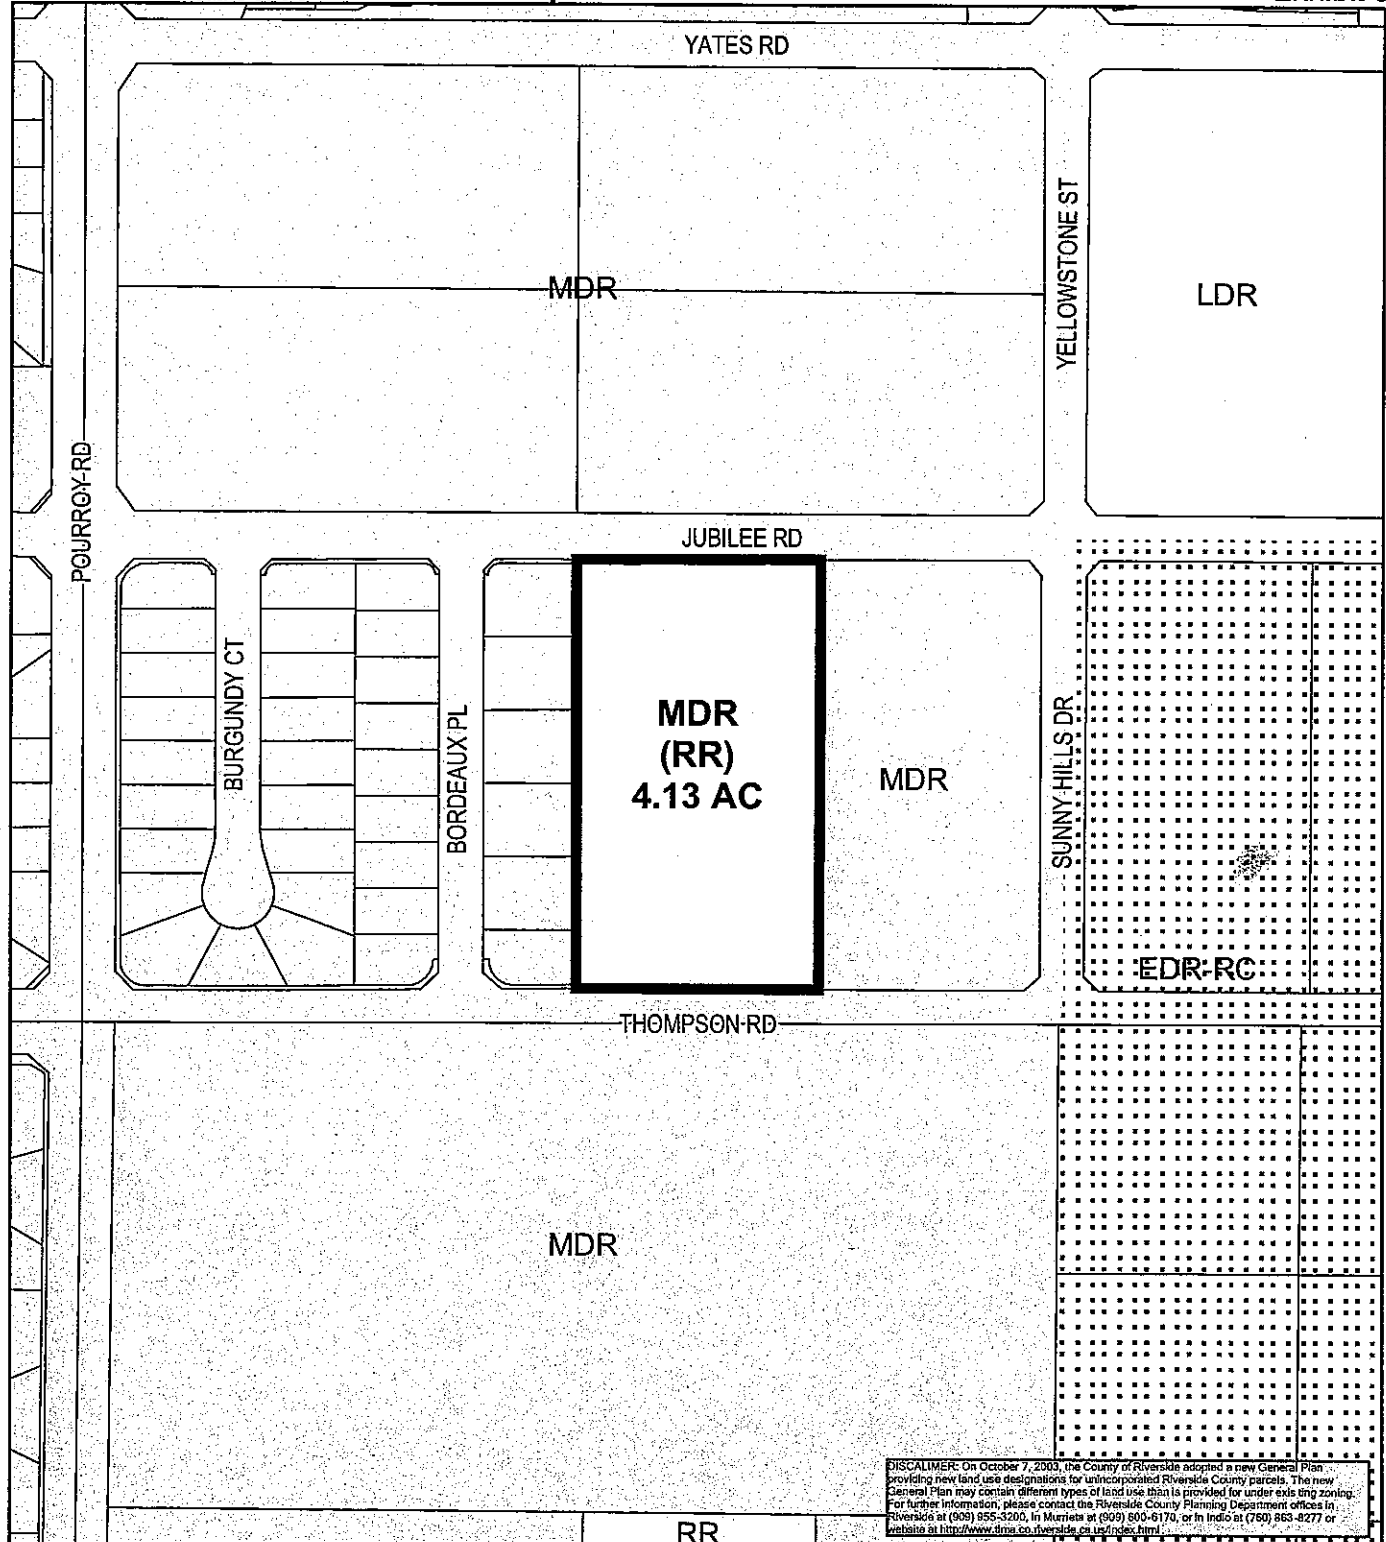 YATES RD
YELLOWSTONE ST
MDR
LDR
POURROY RD
JUBILEE RD
BURGUNDY CT
BORDEAUX PL
MDR
(RR)
4.13 AC
MDR
SUNNY HILLS DR
EDR-RC
THOMPSON RD
MDR
DISCALIMER: On October 7, 2003, the County of Riverside adopted a new General Plan
providing new land use designations for unincorporated Riverside County parcels. The new
General Plan may contain different types of land use than is provided for under existing zoning.
For further information, please contact the Riverside County Planning Department offices in
Riverside at (909) 955-3200, in Murrieta at (909) 600-6170, or in Indio at (760) 863-8277 or
website at http://www.tlma.co.riverside.ca.us/index.html
RR